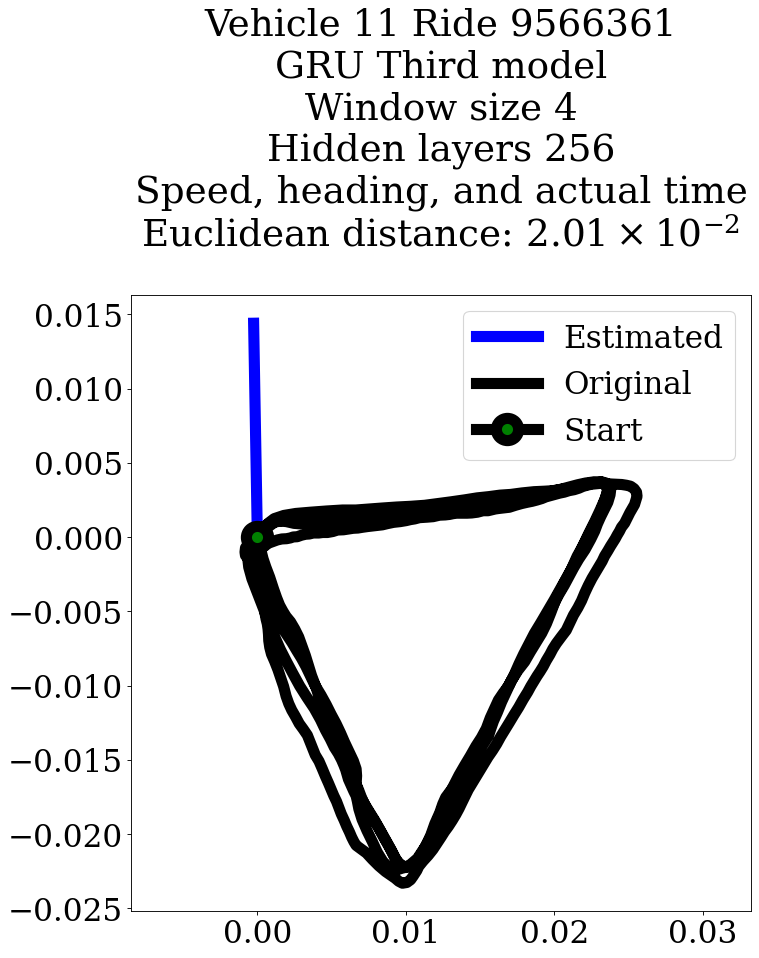 Vehicle 11 Ride 9566361
GRU Third model
Window size 4
Hidden layers 256
Speed, heading, and actual time
Euclidean distance: 2.01 × 10⁻²
Estimated
Original
Start
0.015
0.010
0.005
0.000
−0.005
−0.010
−0.015
−0.020
−0.025
0.00 0.01 0.02 0.03